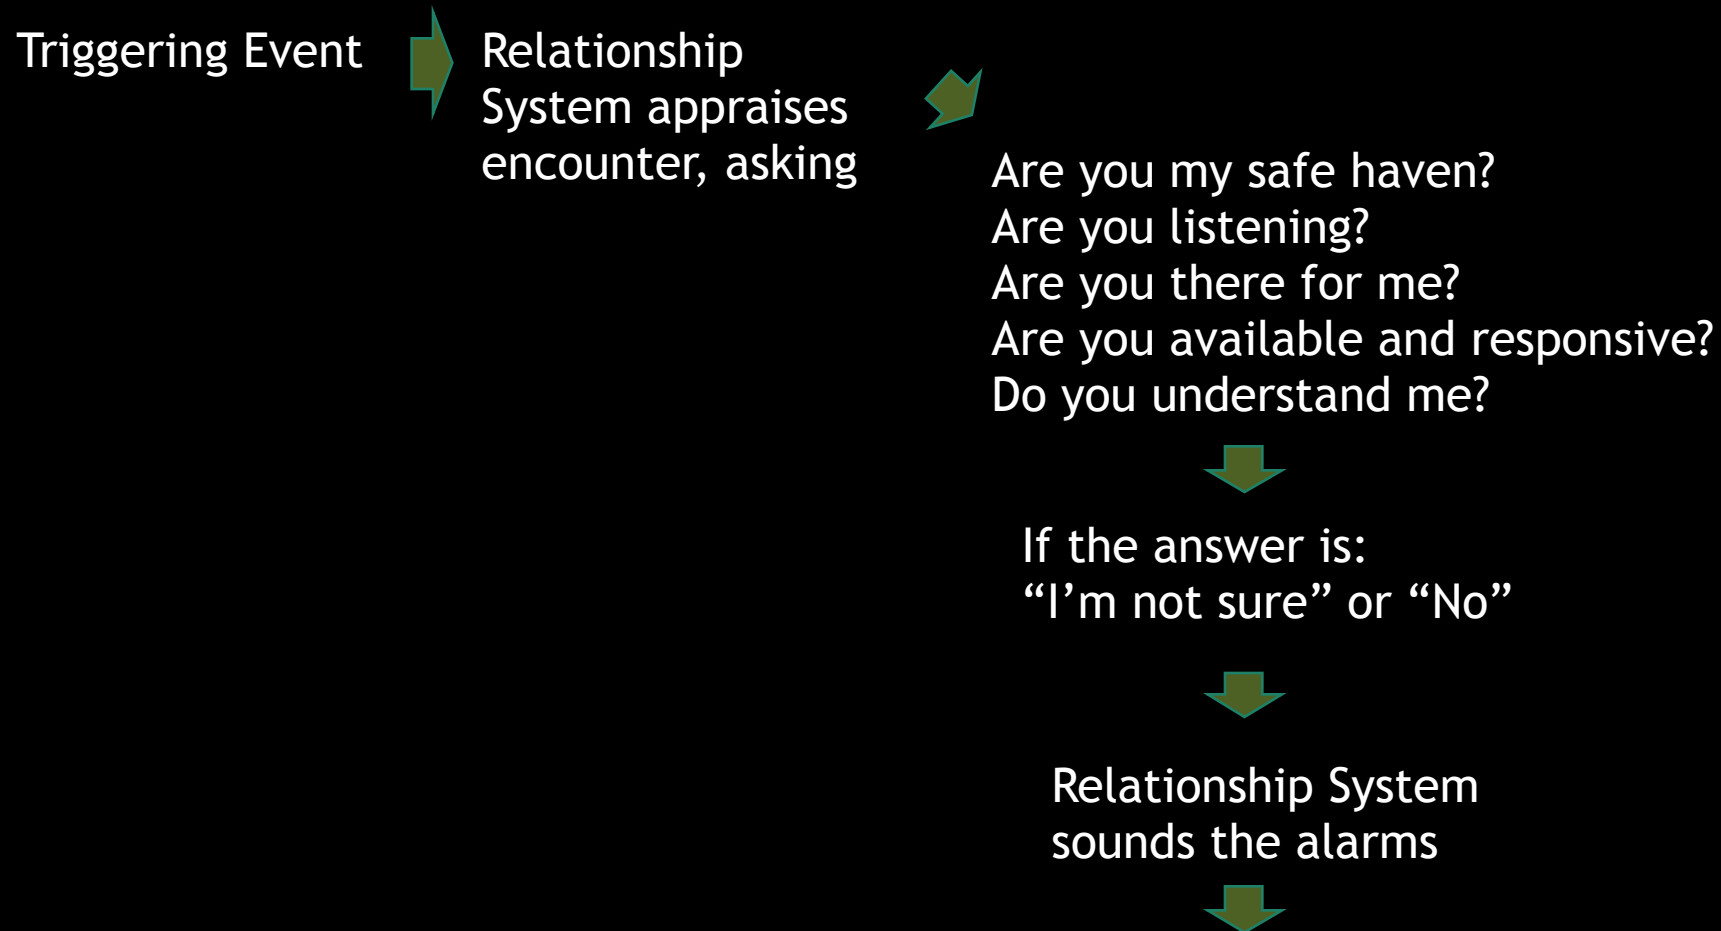 Triggering Event
Relationship
System appraises
encounter, asking
Are you my safe haven?
Are you listening?
Are you there for me?
Are you available and responsive?
Do you understand me?
If the answer is:
“I’m not sure” or “No”
Relationship System
sounds the alarms